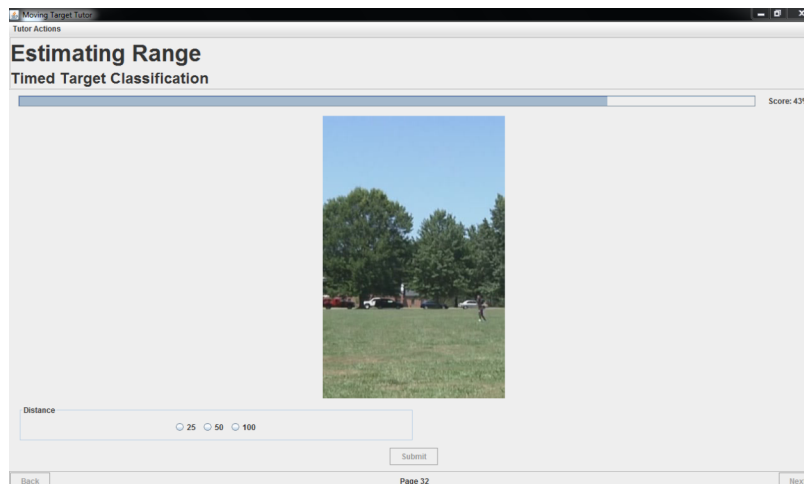 Moving Target Tutor
Tutor Actions
Estimating Range
Timed Target Classification
Score: 43%
Distance
25 50 100
Submit
Back Page 32 Next